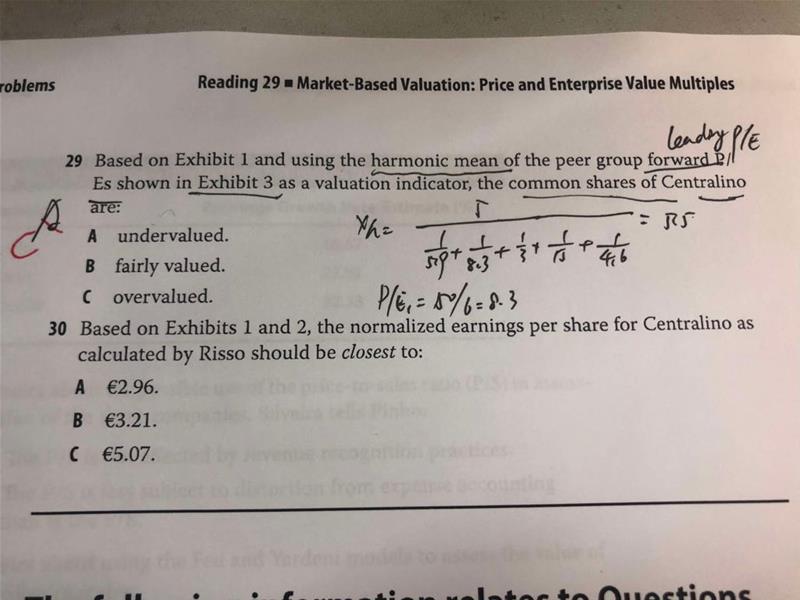 roblems
Reading 29 ■ Market-Based Valuation: Price and Enterprise Value Multiples
leading P/E
29 Based on Exhibit 1 and using the harmonic mean of the peer group forward P/
Es shown in Exhibit 3 as a valuation indicator, the common shares of Centralino
are:
A undervalued.
B fairly valued.
C overvalued.
C
P/E₁ = 50/6 = 8.3
30 Based on Exhibits 1 and 2, the normalized earnings per share for Centralino as
calculated by Risso should be closest to:
A €2.96.
B €3.21.
C €5.07.